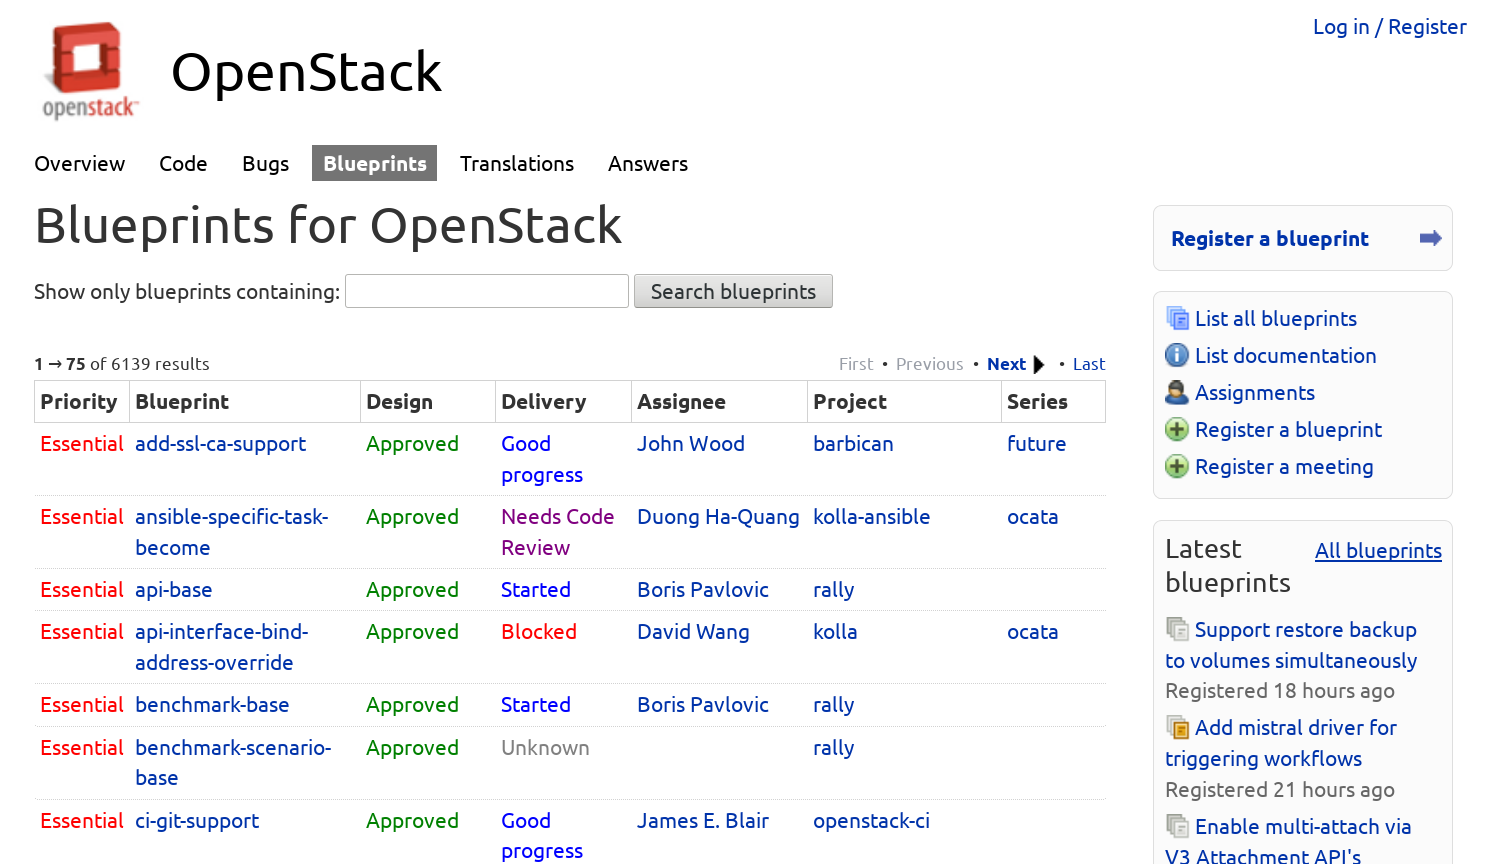 Log in / Register
openstack™
OpenStack
Overview Code Bugs Blueprints Translations Answers
Blueprints for OpenStack
Show only blueprints containing: Search blueprints
1 → 75 of 6139 results First • Previous • Next • Last
Priority Blueprint Design Delivery Assignee Project Series
Essential add-ssl-ca-support Approved Good John Wood barbican future
progress
Essential ansible-specific-task- Approved Needs Code Duong Ha-Quang kolla-ansible ocata
become Review
Essential api-base Approved Started Boris Pavlovic rally
Essential api-interface-bind- Approved Blocked David Wang kolla ocata
address-override
Essential benchmark-base Approved Started Boris Pavlovic rally
Essential benchmark-scenario- Approved Unknown rally
base
Essential ci-git-support Approved Good James E. Blair openstack-ci
progress
Register a blueprint
List all blueprints
List documentation
Assignments
Register a blueprint
Register a meeting
Latest All blueprints
blueprints
Support restore backup
to volumes simultaneously
Registered 18 hours ago
Add mistral driver for
triggering workflows
Registered 21 hours ago
Enable multi-attach via
V3 Attachment API's